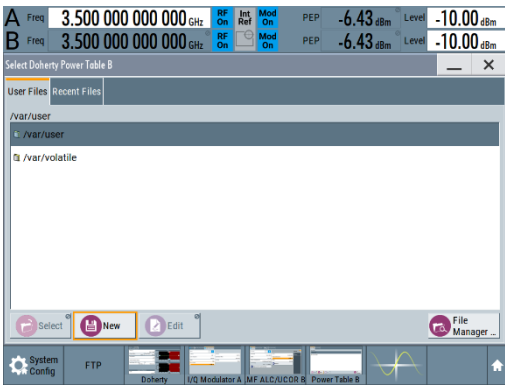 A Freq 3.500 000 000 000 GHz RF On Int Ref Mod On PEP -6.43 dBm Level -10.00 dBm
B Freq 3.500 000 000 000 GHz RF On Mod On PEP -6.43 dBm Level -10.00 dBm
Select Doherty Power Table B
User Files Recent Files
/var/user
/var/user
/var/volatile
Select New Edit File Manager ...
System Config FTP Doherty I/Q Modulator A MF ALC/UCOR B Power Table B